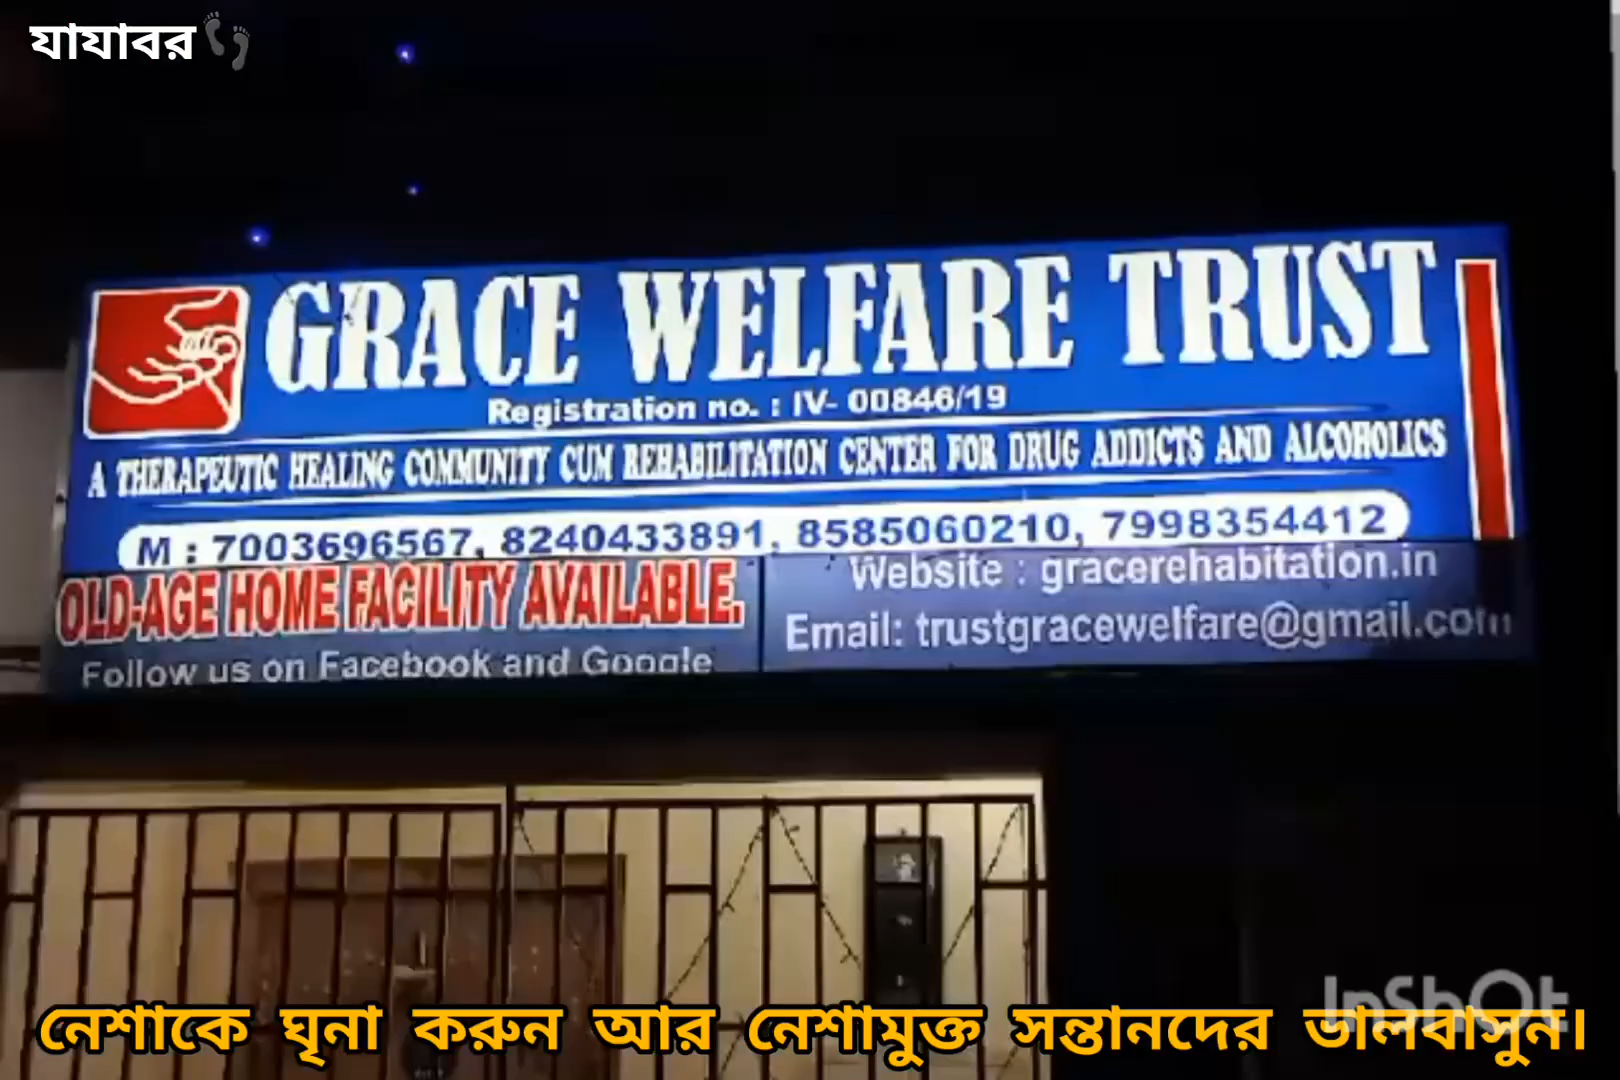 যাযাবর
GRACE WELFARE TRUST
Registration no. : IV- 00846/19
A THERAPEUTIC HEALING COMMUNITY CUM REHABILITATION CENTER FOR DRUG ADDICTS AND ALCOHOLICS
M : 7003696567, 8240433891, 8585060210, 7998354412
OLD-AGE HOME FACILITY AVAILABLE.
Follow us on Facebook and Google
Website : gracerehabitation.in
Email: trustgracewelfare@gmail.com
InShOt
নেশাকে ঘৃনা করুন আর নেশামুক্ত সন্তানদের ভালবাসুন।